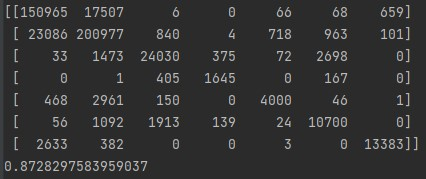 [[150965 17507 6 0 66 68 659]
[ 23086 200977 840 4 718 963 101]
[ 33 1473 24030 375 72 2698 0]
[ 0 1 405 1645 0 167 0]
[ 468 2961 150 0 4000 46 1]
[ 56 1092 1913 139 24 10700 0]
[ 2633 382 0 0 3 0 13383]]
0.8728297583959037